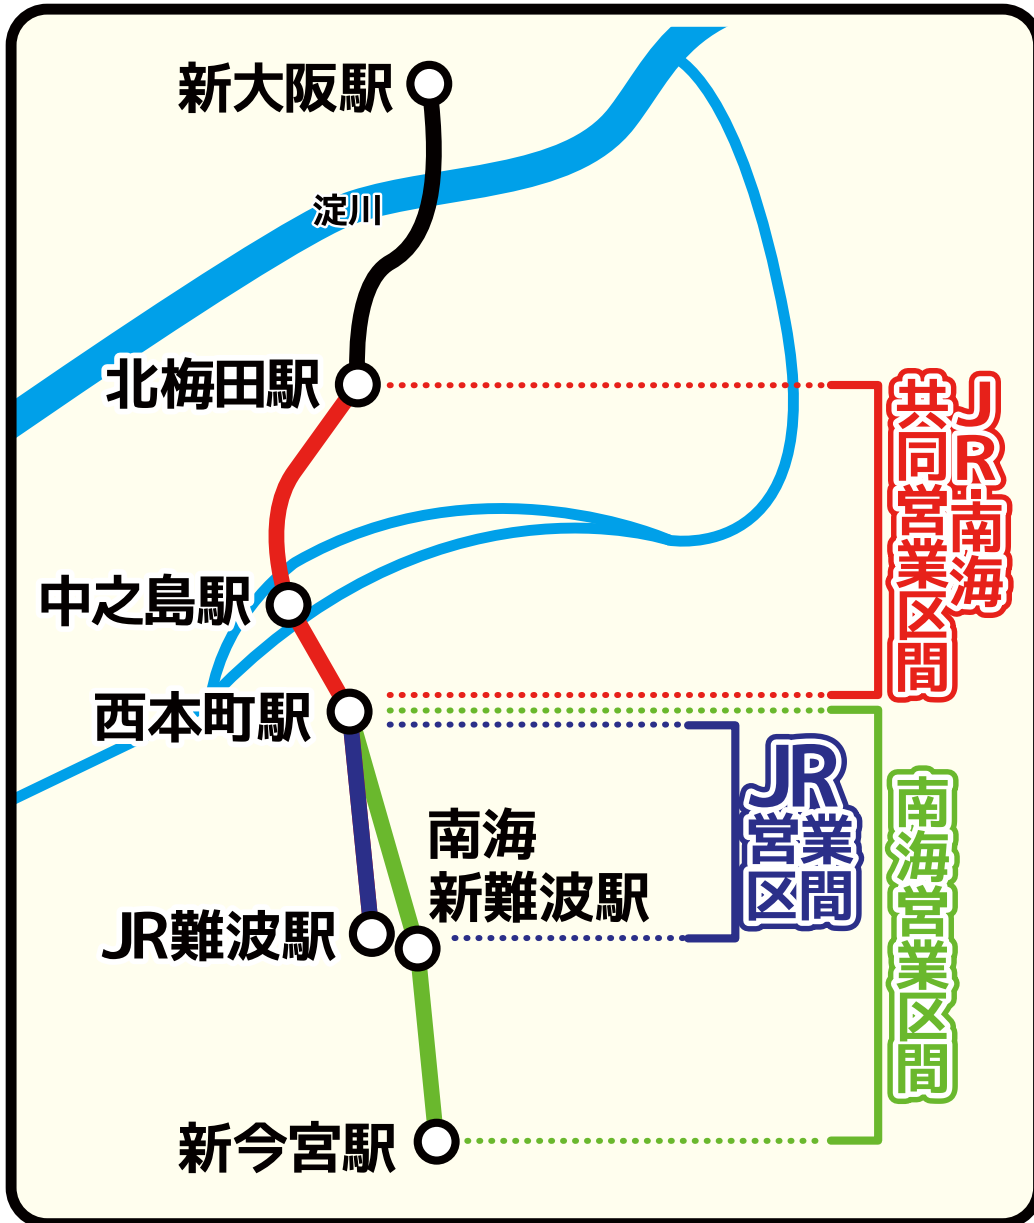 新大阪駅
淀川
北梅田駅
JR・南海
共同営業区間
中之島駅
西本町駅
JR
営業
区間
南海営業区間
南海
新難波駅
JR難波駅
新今宮駅